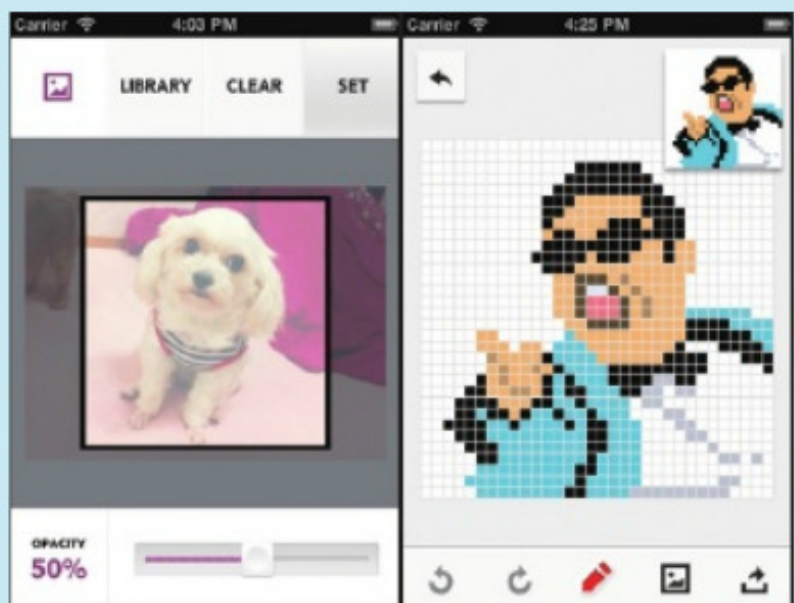 Carrier 4:03 PM
LIBRARY CLEAR SET
OPACITY
50%
Carrier 4:25 PM